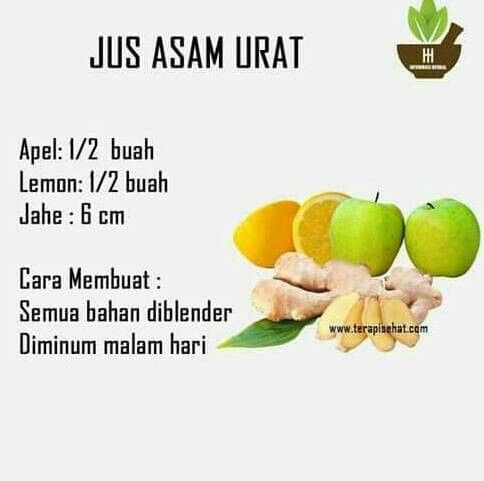 JUS ASAM URAT
Apel: 1/2 buah
Lemon: 1/2 buah
Jahe : 6 cm
Cara Membuat :
Semua bahan diblender
Diminum malam hari
www.terapisehat.com